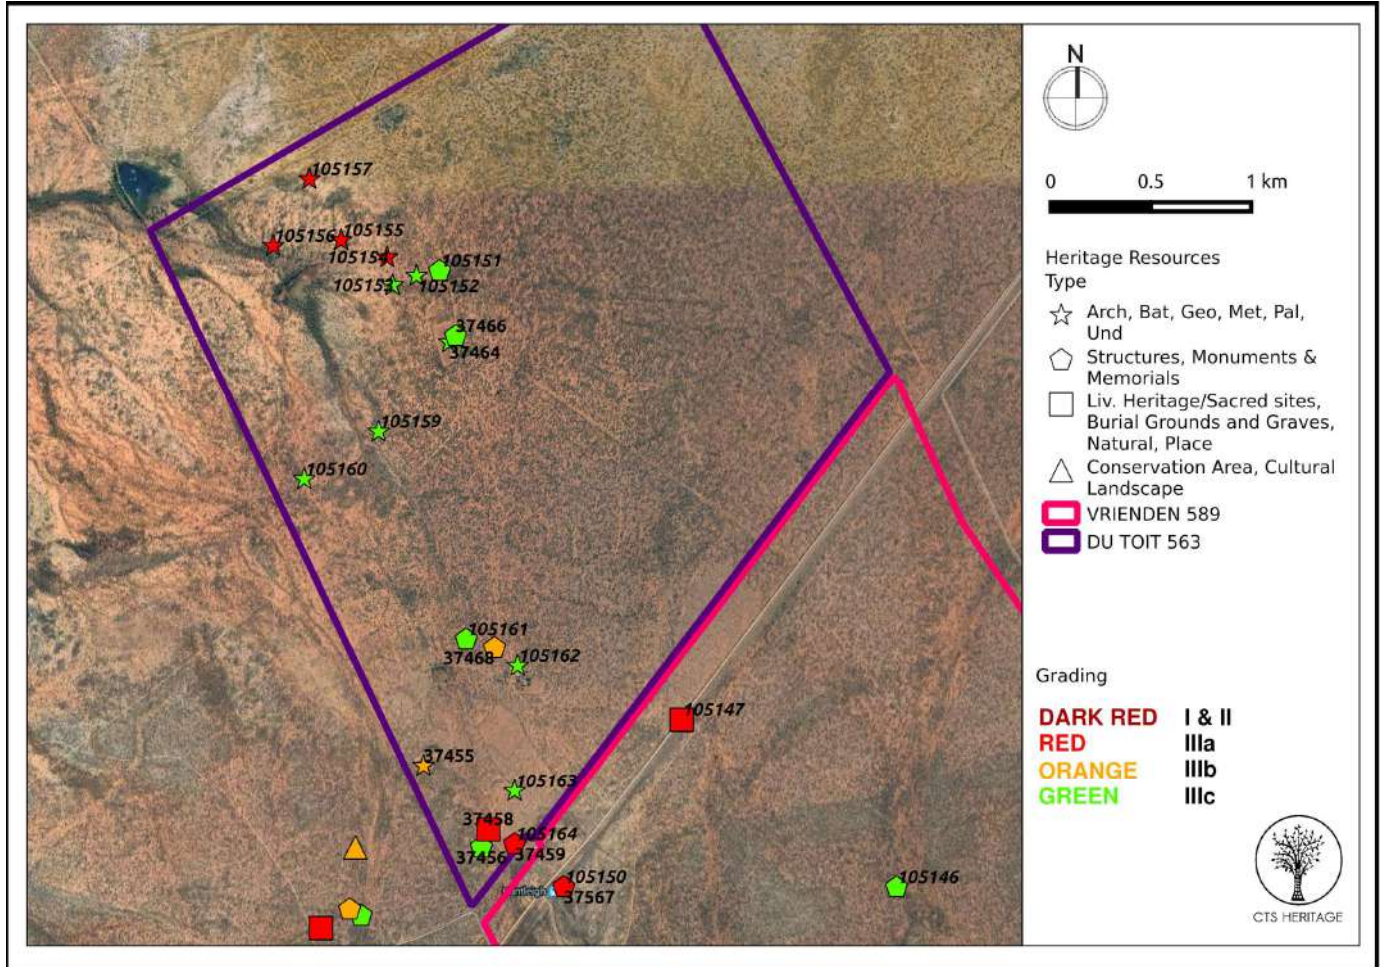 105157
105155
105156
105154
105151
105153
105152
37466
37464
105159
105160
105161
37468
105162
105147
37455
105163
37458
105164
37456
37459
105150
37567
105146
N
0 0.5 1 km
Heritage Resources
Type
Arch, Bat, Geo, Met, Pal,
Und
Structures, Monuments &
Memorials
Liv. Heritage/Sacred sites,
Burial Grounds and Graves,
Natural, Place
Conservation Area, Cultural
Landscape
VRIENDEN 589
DU TOIT 563
Grading
DARK RED I & II
RED IIIa
ORANGE IIIb
GREEN IIIc
CTS HERITAGE